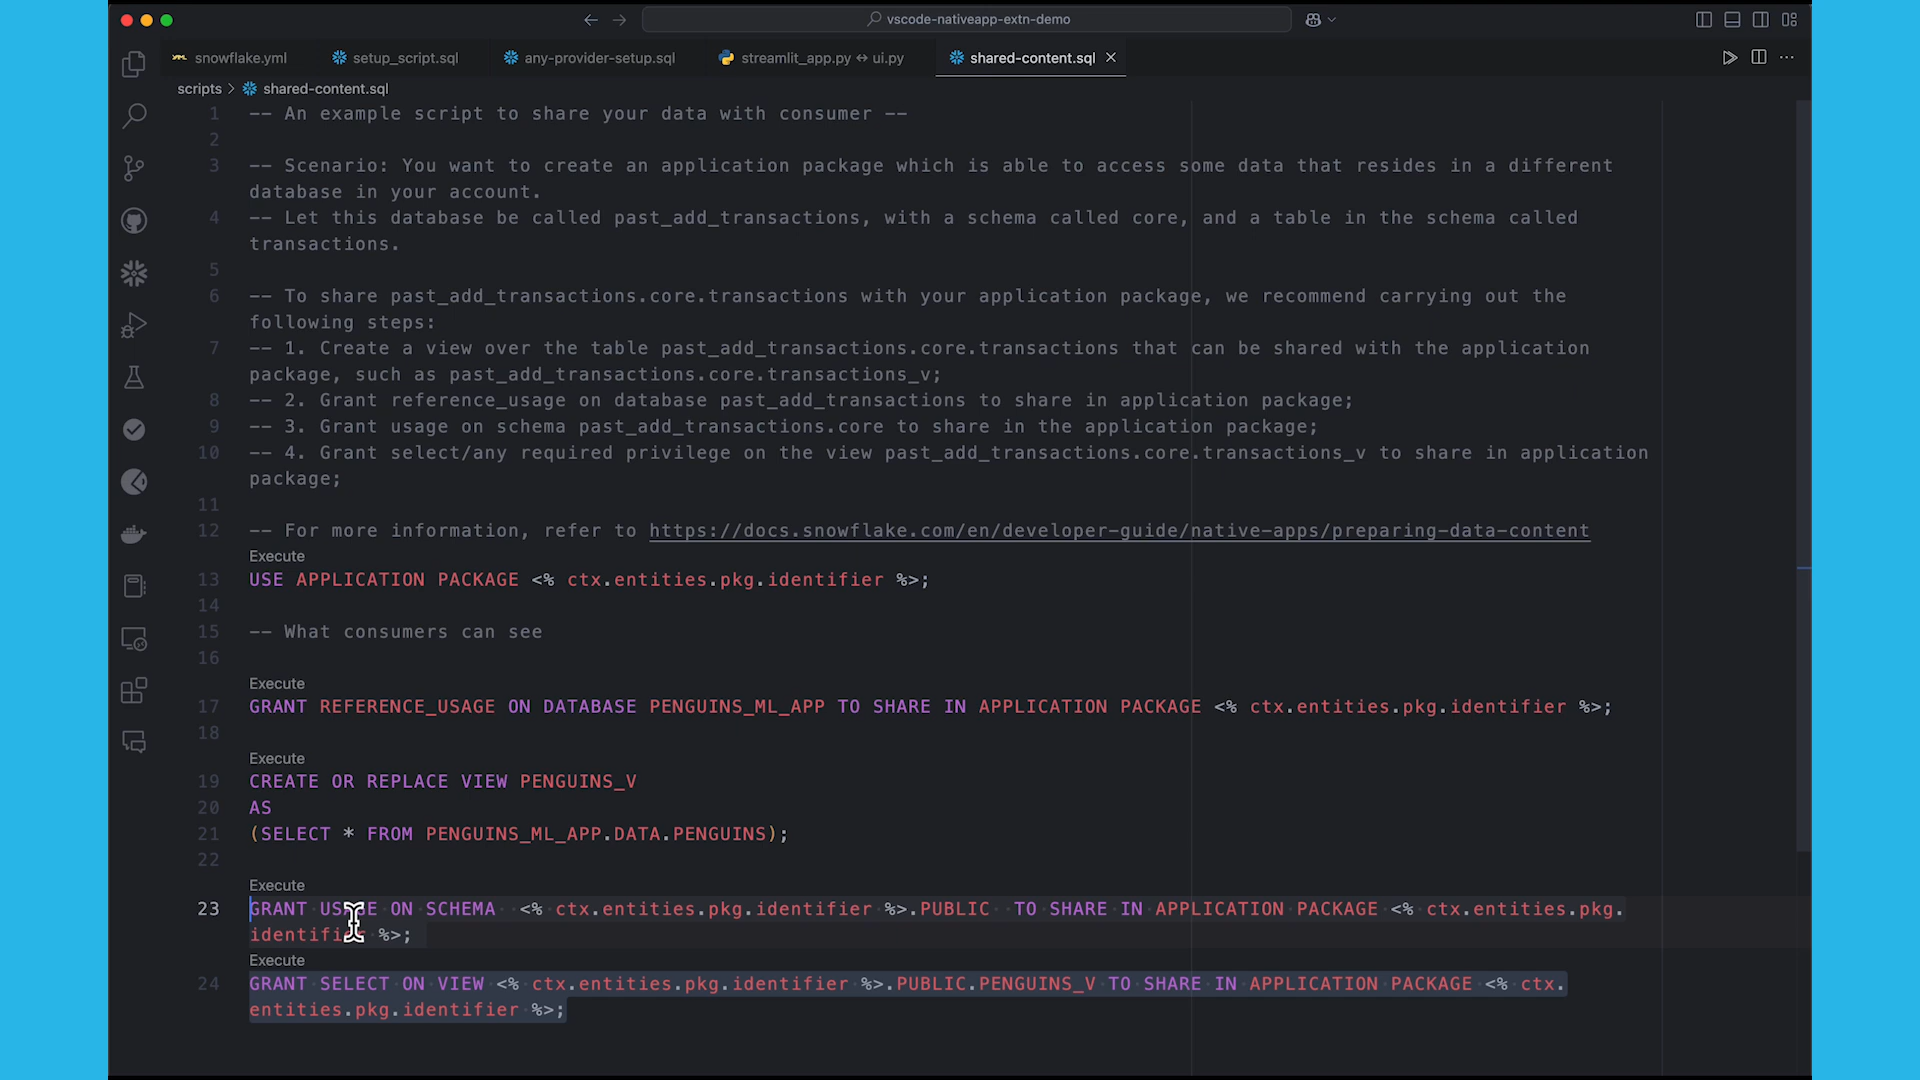 vscode-nativeapp-extn-demo
snowflake.yml
setup_script.sql
any-provider-setup.sql
streamlit_app.py ↔ ui.py
shared-content.sql
scripts > shared-content.sql
1 -- An example script to share your data with consumer --
2
3 -- Scenario: You want to create an application package which is able to access some data that resides in a different
database in your account.
4 -- Let this database be called past_add_transactions, with a schema called core, and a table in the schema called
transactions.
5
6 -- To share past_add_transactions.core.transactions with your application package, we recommend carrying out the
following steps:
7 -- 1. Create a view over the table past_add_transactions.core.transactions that can be shared with the application
package, such as past_add_transactions.core.transactions_v;
8 -- 2. Grant reference_usage on database past_add_transactions to share in application package;
9 -- 3. Grant usage on schema past_add_transactions.core to share in the application package;
10 -- 4. Grant select/any required privilege on the view past_add_transactions.core.transactions_v to share in application
package;
11
12 -- For more information, refer to https://docs.snowflake.com/en/developer-guide/native-apps/preparing-data-content
Execute
13 USE APPLICATION PACKAGE <% ctx.entities.pkg.identifier %>;
14
15 -- What consumers can see
16
Execute
17 GRANT REFERENCE_USAGE ON DATABASE PENGUINS_ML_APP TO SHARE IN APPLICATION PACKAGE <% ctx.entities.pkg.identifier %>;
18
Execute
19 CREATE OR REPLACE VIEW PENGUINS_V
20 AS
21 (SELECT * FROM PENGUINS_ML_APP.DATA.PENGUINS);
22
Execute
23 GRANT USAGE ON SCHEMA <% ctx.entities.pkg.identifier %>.PUBLIC TO SHARE IN APPLICATION PACKAGE <% ctx.entities.pkg.
identifier %>;
Execute
24 GRANT SELECT ON VIEW <% ctx.entities.pkg.identifier %>.PUBLIC.PENGUINS_V TO SHARE IN APPLICATION PACKAGE <% ctx.
entities.pkg.identifier %>;